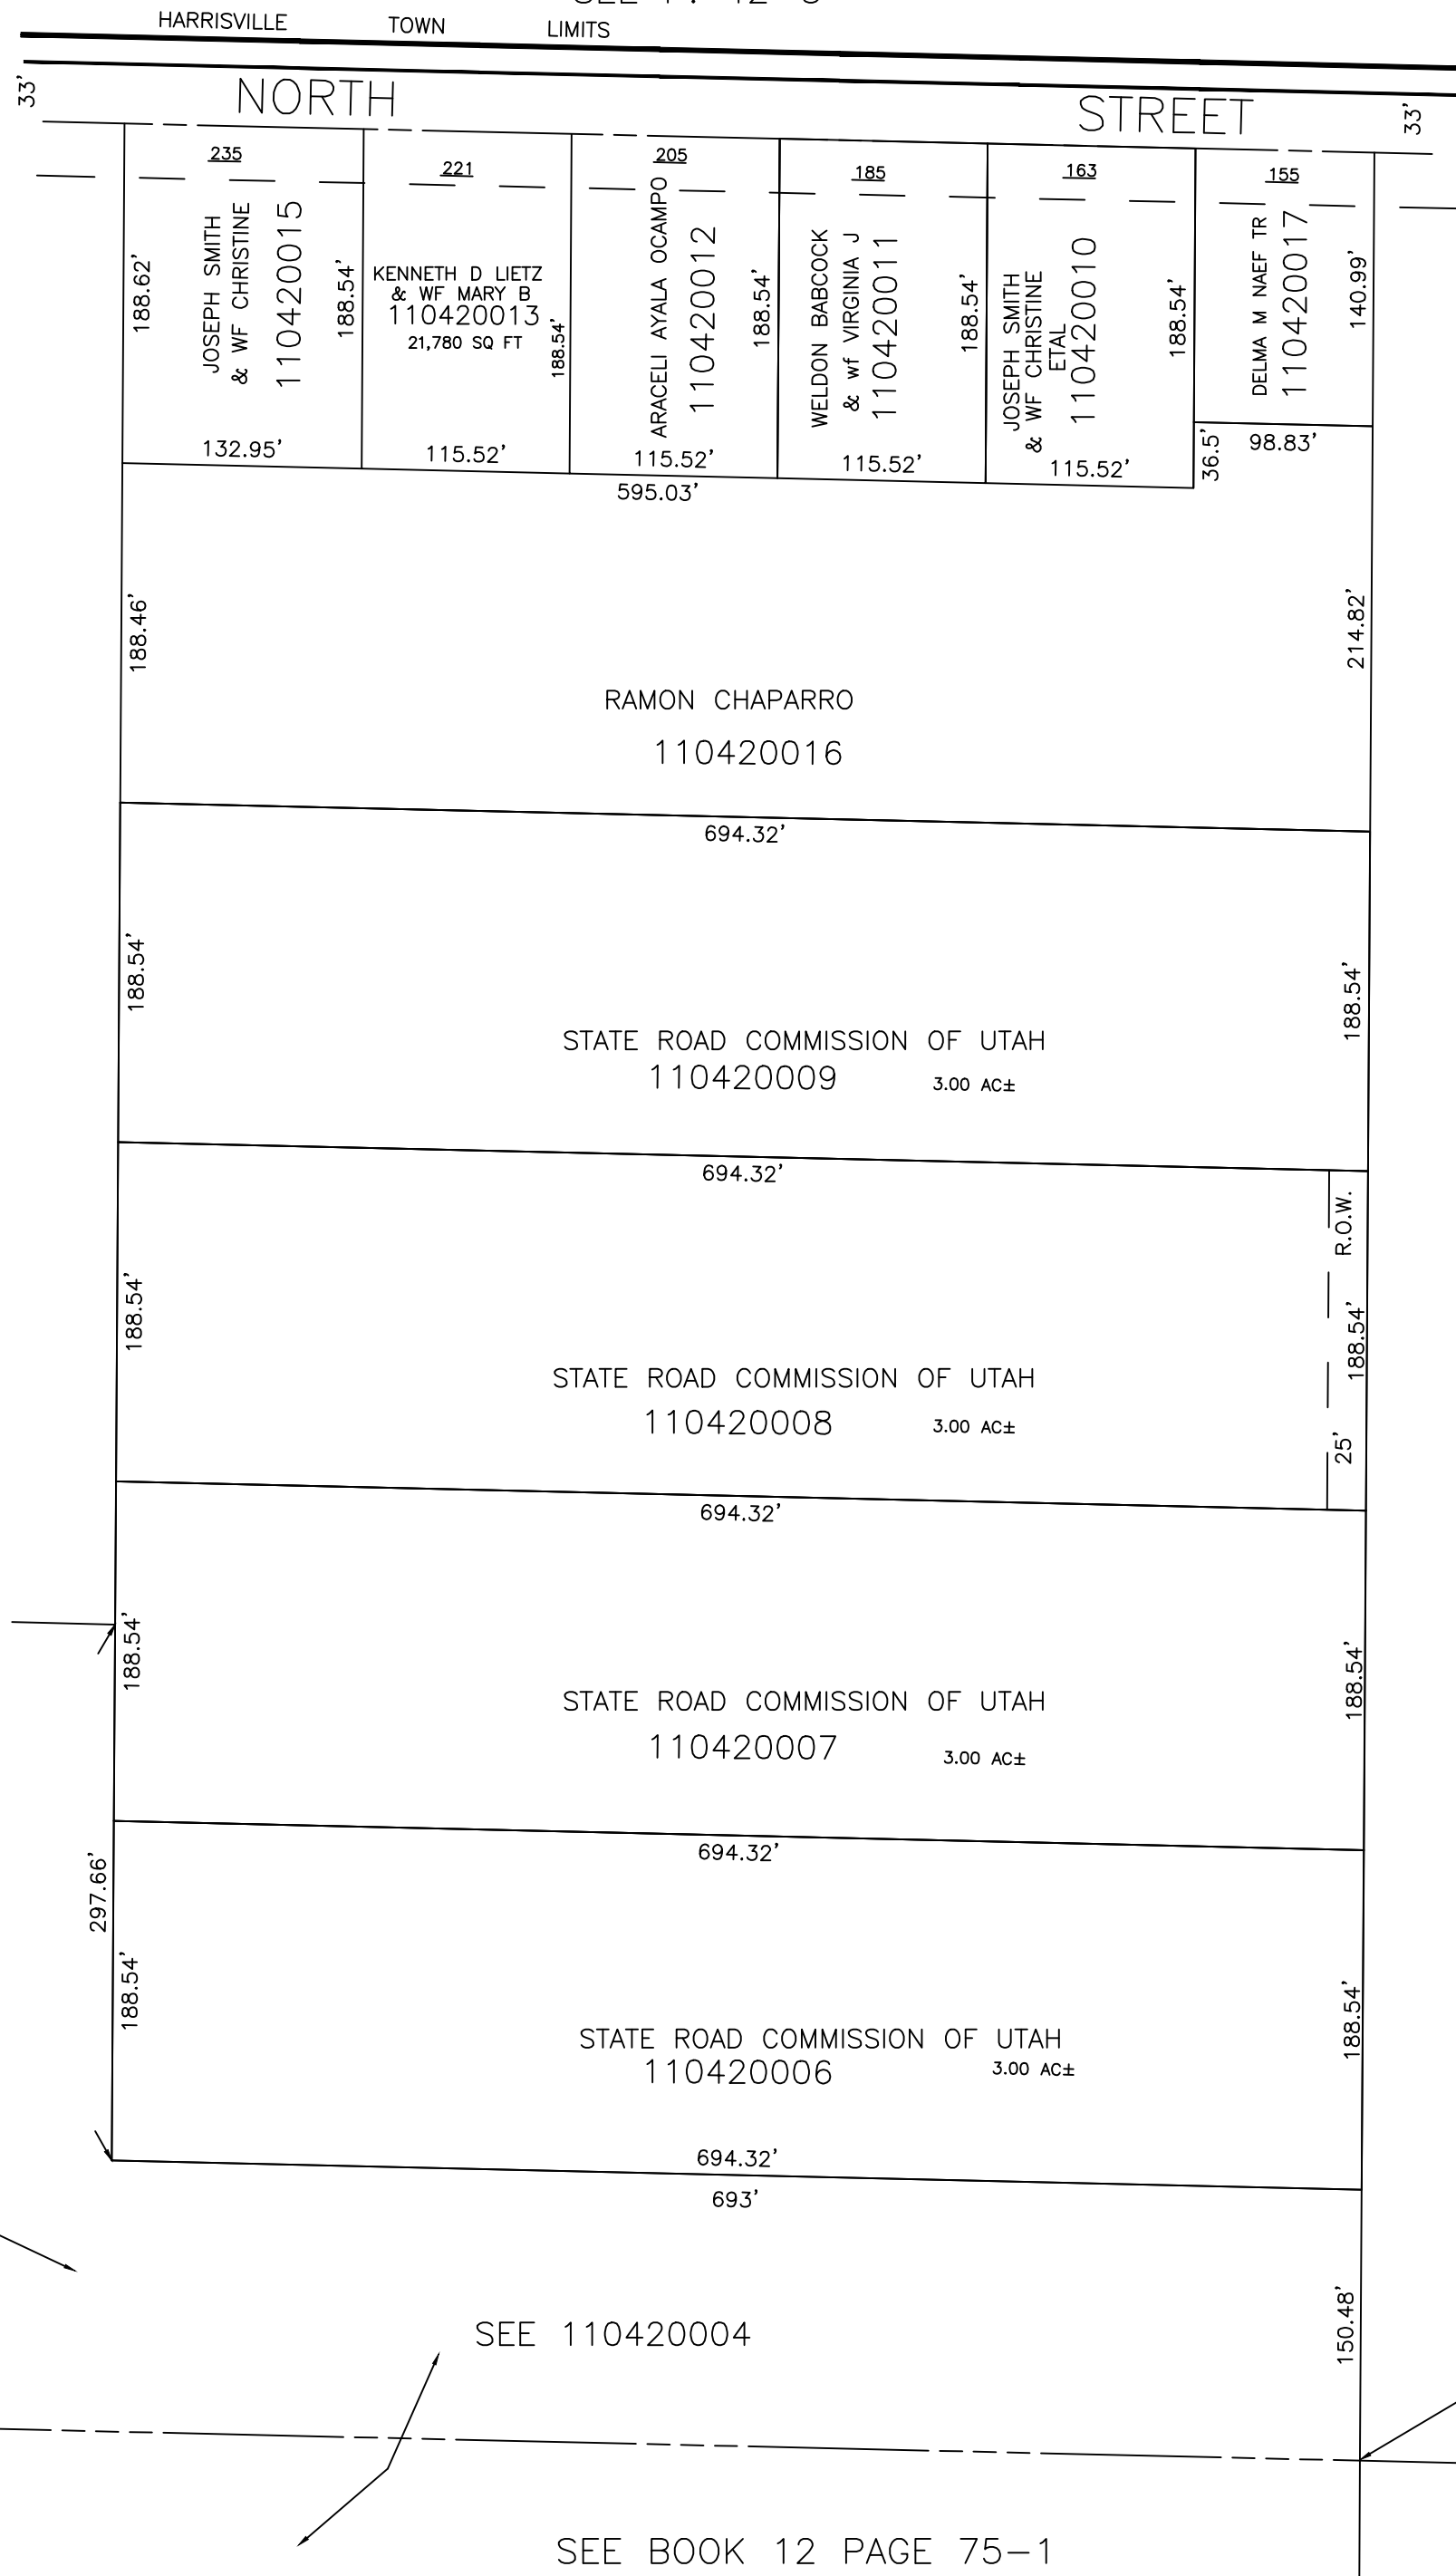 HARRISVILLE TOWN LIMITS
33'
NORTH STREET
33'
235
221
205
185
163
155
188.62'
JOSEPH SMITH
& WF CHRISTINE
110420015
188.54'
132.95'
KENNETH D LIETZ
& WF MARY B
110420013
21,780 SQ FT
188.54'
115.52'
ARACELI AYALA OCAMPO
110420012
188.54'
115.52'
WELDON BABCOCK
& wf VIRGINIA J
110420011
188.54'
115.52'
JOSEPH SMITH
& WF CHRISTINE
ETAL
110420010
188.54'
115.52'
DELMA M NAEF TR
110420017
140.99'
36.5'
98.83'
595.03'
188.46'
214.82'
RAMON CHAPARRO
110420016
694.32'
188.54'
188.54'
STATE ROAD COMMISSION OF UTAH
110420009 3.00 AC±
694.32'
R.O.W.
188.54'
188.54'
STATE ROAD COMMISSION OF UTAH
110420008 3.00 AC±
25'
694.32'
188.54'
188.54'
STATE ROAD COMMISSION OF UTAH
110420007 3.00 AC±
694.32'
297.66'
188.54'
188.54'
STATE ROAD COMMISSION OF UTAH
110420006 3.00 AC±
694.32'
693'
150.48'
SEE 110420004
SEE BOOK 12 PAGE 75-1